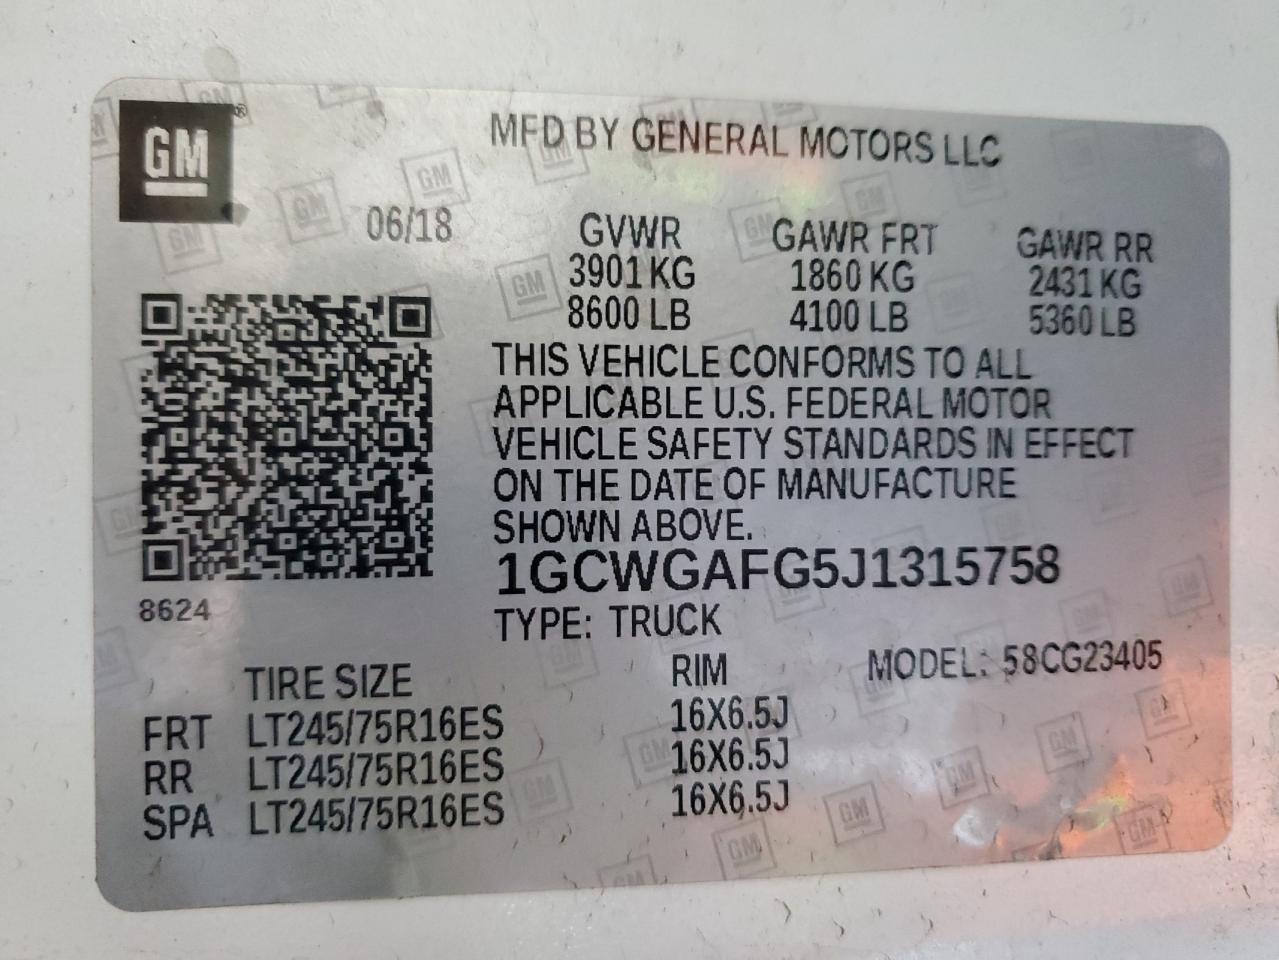 GM®
MFD BY GENERAL MOTORS LLC
06/18
GVWR GAWR FRT GAWR RR
3901 KG 1860 KG 2431 KG
8600 LB 4100 LB 5360 LB
THIS VEHICLE CONFORMS TO ALL
APPLICABLE U.S. FEDERAL MOTOR
VEHICLE SAFETY STANDARDS IN EFFECT
ON THE DATE OF MANUFACTURE
SHOWN ABOVE.
1GCWGAFG5J1315758
8624
TYPE: TRUCK
TIRE SIZE RIM MODEL: 58CG23405
FRT LT245/75R16ES 16X6.5J
RR LT245/75R16ES 16X6.5J
SPA LT245/75R16ES 16X6.5J